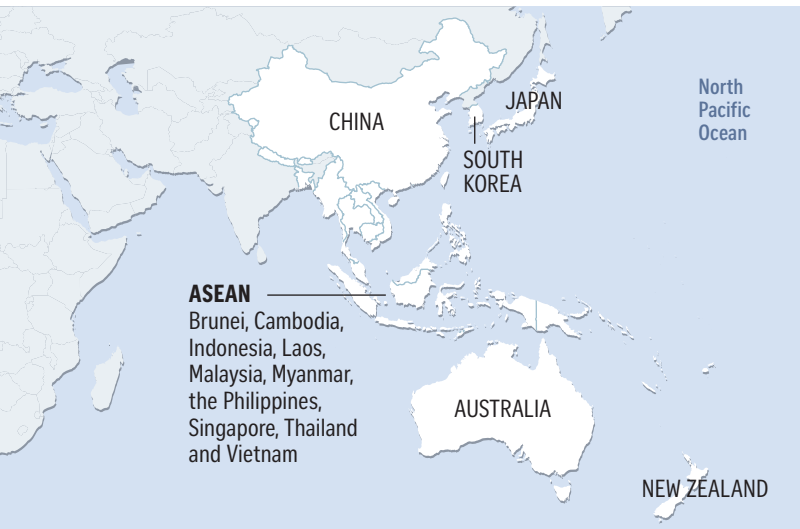 North
Pacific
Ocean
JAPAN
CHINA
SOUTH
KOREA
ASEAN
Brunei, Cambodia,
Indonesia, Laos,
Malaysia, Myanmar,
the Philippines,
Singapore, Thailand
and Vietnam
AUSTRALIA
NEW ZEALAND